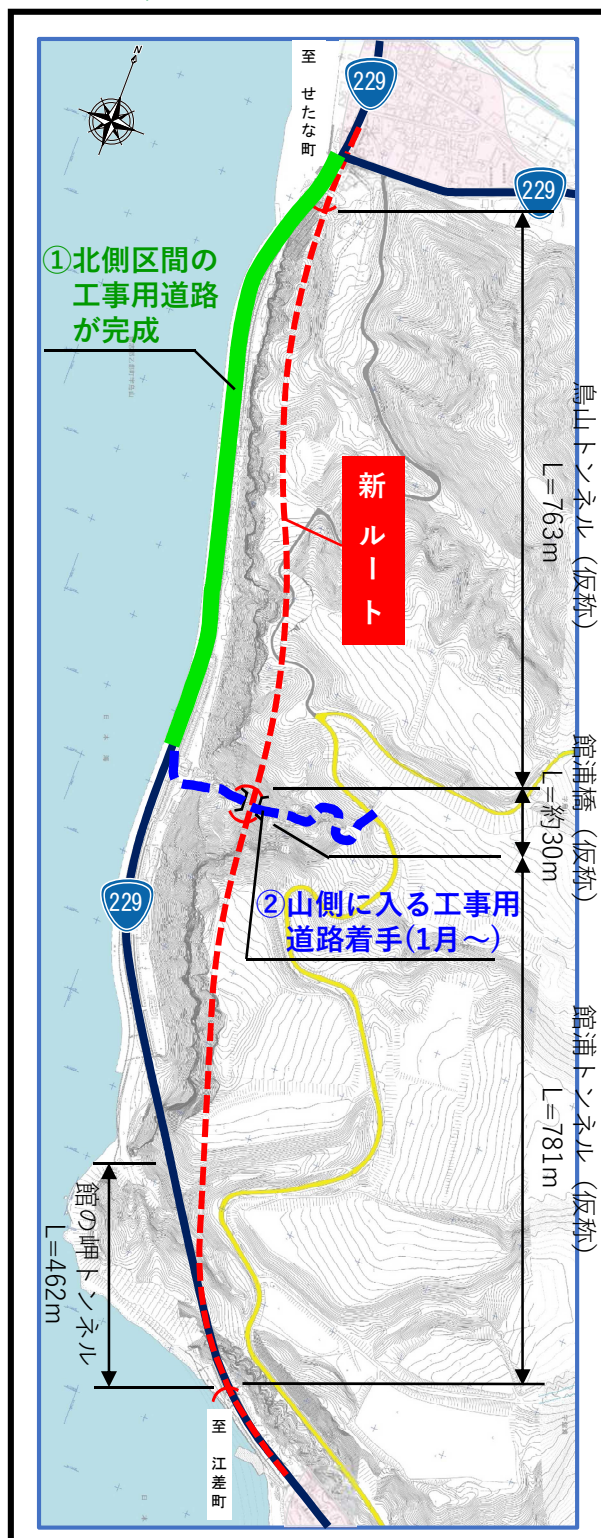 N
至 せたな町
229
229
①北側区間の
工事用道路
が完成
鳥山トンネル(仮称)
L=763m
新ルート
館浦橋(仮称)
L=約30m
②山側に入る工事用
道路着手(1月~)
229
館浦トンネル(仮称)
L=781m
館の岬トンネル
L=462m
至 江差町